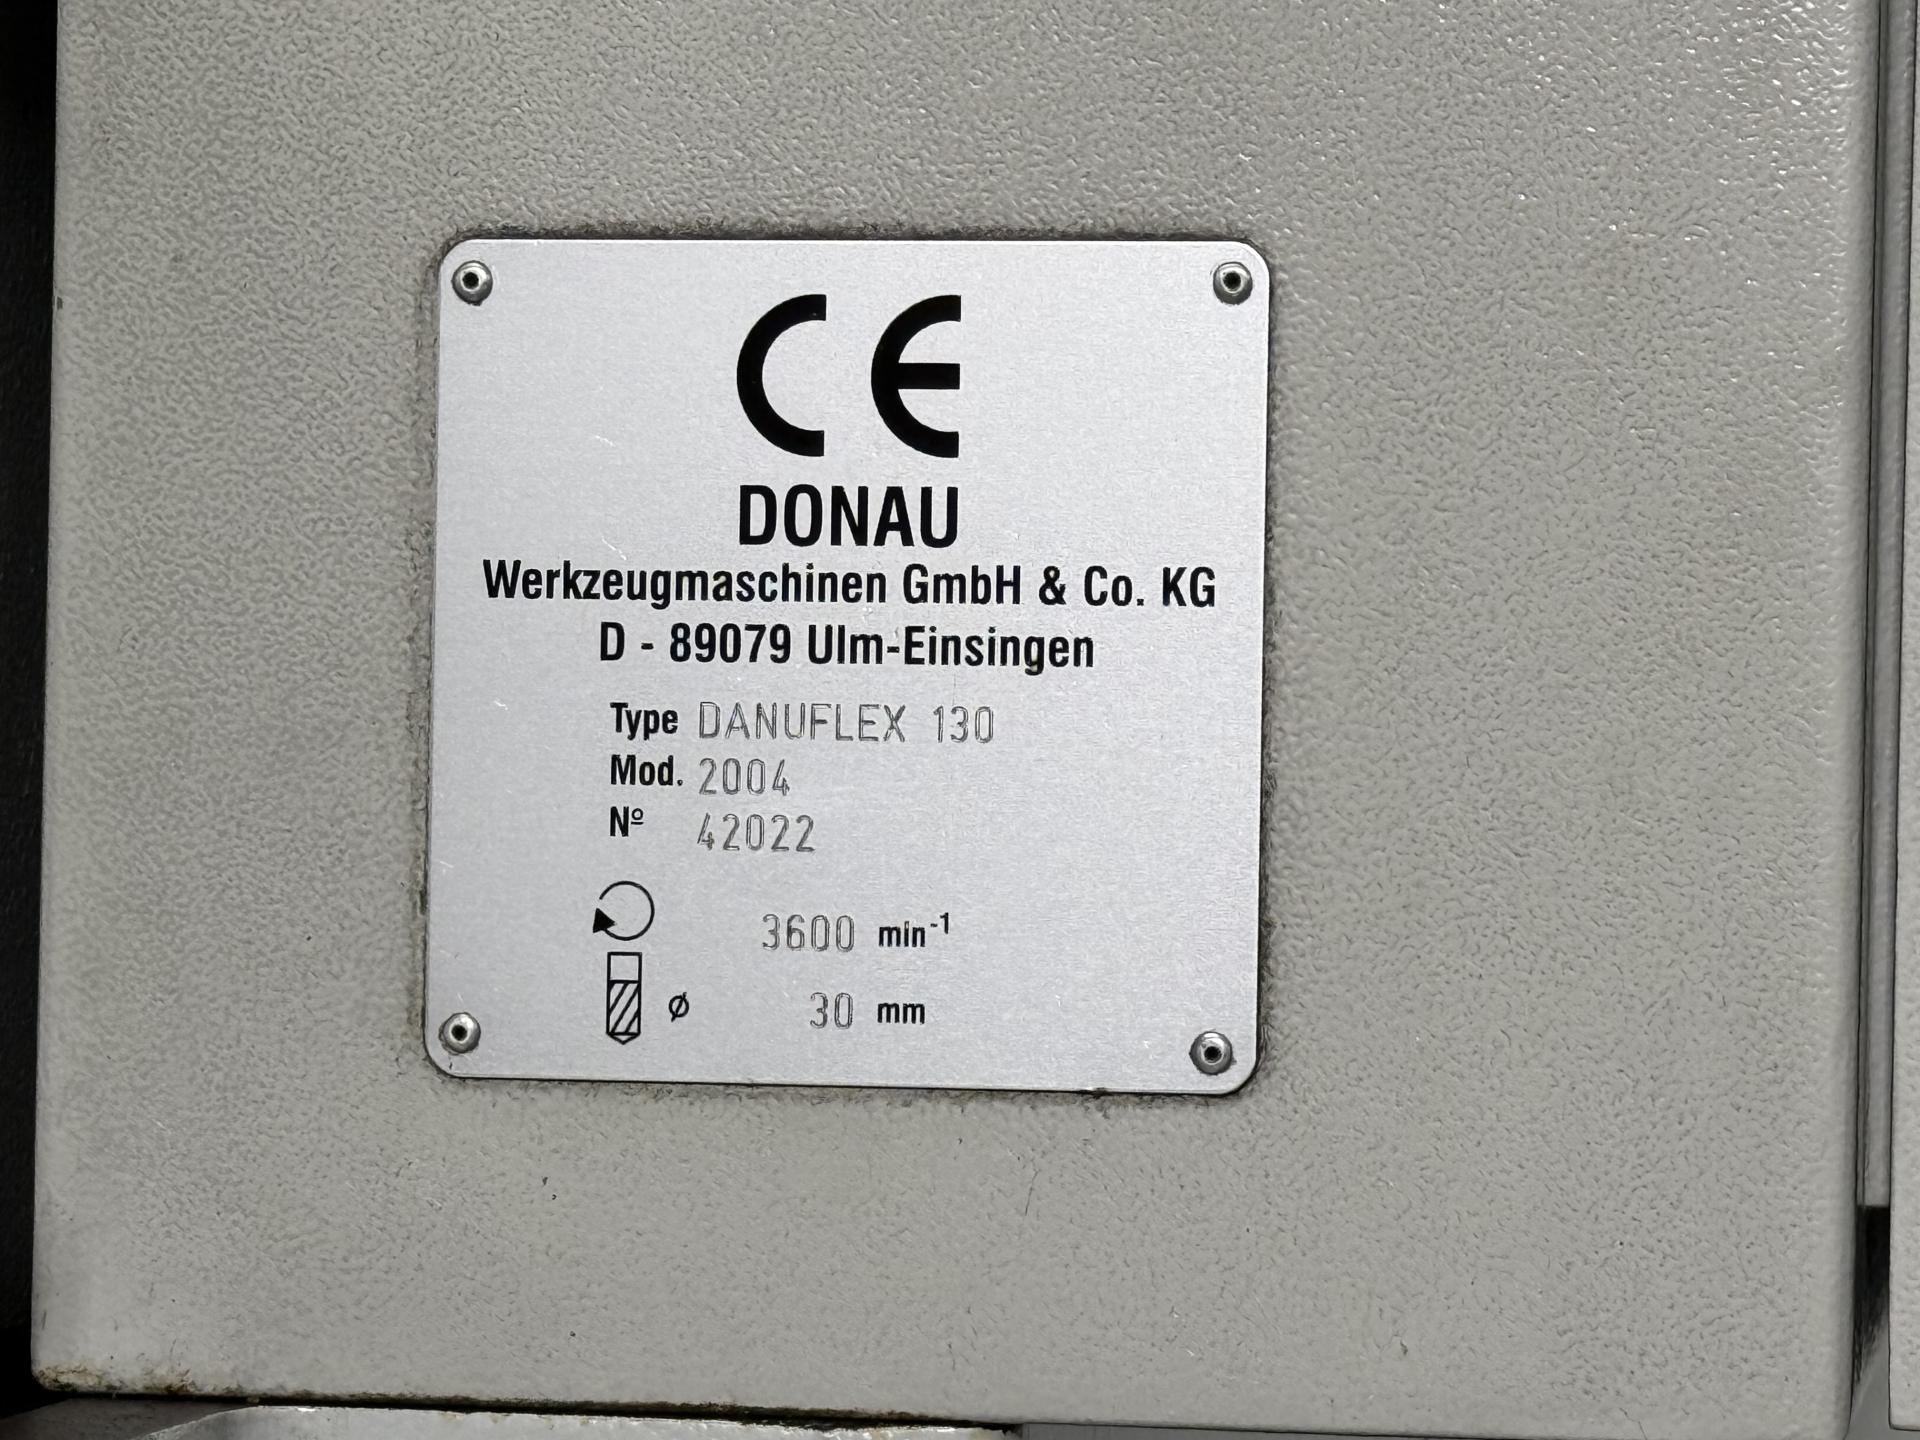 CE
DONAU
Werkzeugmaschinen GmbH & Co. KG
D - 89079 Ulm-Einsingen
Type DANUFLEX 130
Mod. 2004
Nº 42022
3600 min⁻¹
ø 30 mm